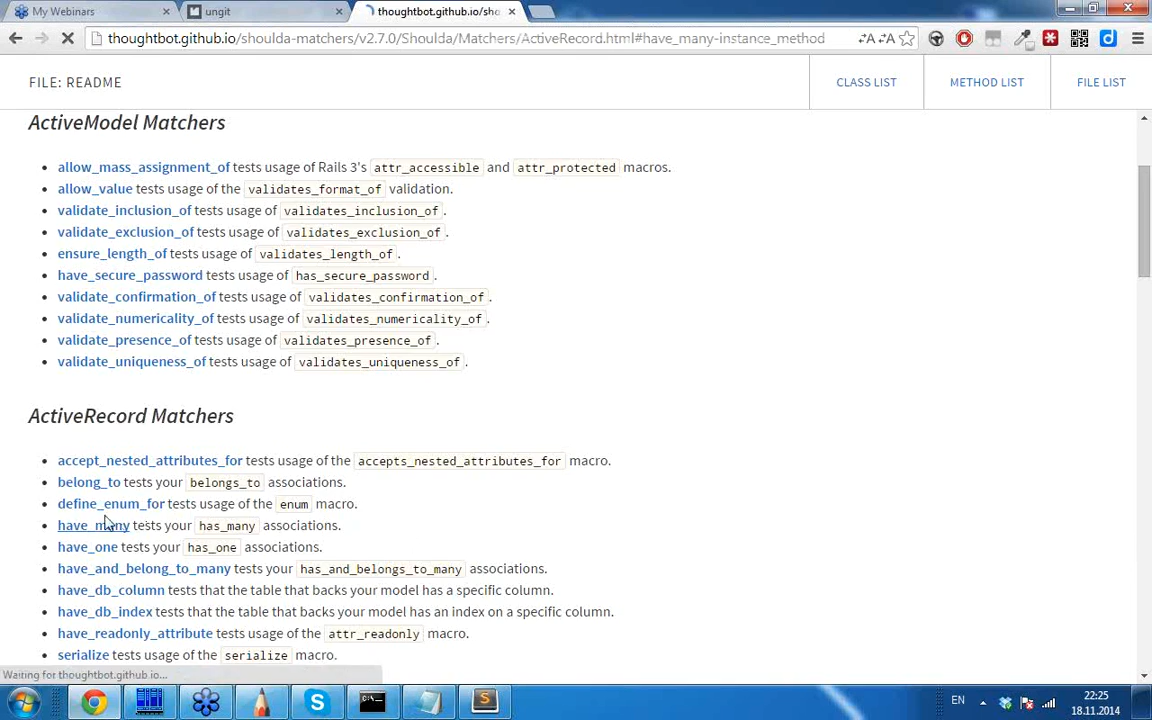 My Webinars
ungit
thoughtbot.github.io/sho
thoughtbot.github.io/shoulda-matchers/v2.7.0/Shoulda/Matchers/ActiveRecord.html#have_many-instance_method
FILE: README
CLASS LIST
METHOD LIST
FILE LIST
ActiveModel Matchers
allow_mass_assignment_of tests usage of Rails 3's attr_accessible and attr_protected macros.
allow_value tests usage of the validates_format_of validation.
validate_inclusion_of tests usage of validates_inclusion_of.
validate_exclusion_of tests usage of validates_exclusion_of.
ensure_length_of tests usage of validates_length_of.
have_secure_password tests usage of has_secure_password.
validate_confirmation_of tests usage of validates_confirmation_of.
validate_numericality_of tests usage of validates_numericality_of.
validate_presence_of tests usage of validates_presence_of.
validate_uniqueness_of tests usage of validates_uniqueness_of.
ActiveRecord Matchers
accept_nested_attributes_for tests usage of the accepts_nested_attributes_for macro.
belong_to tests your belongs_to associations.
define_enum_for tests usage of the enum macro.
have_many tests your has_many associations.
have_one tests your has_one associations.
have_and_belong_to_many tests your has_and_belongs_to_many associations.
have_db_column tests that the table that backs your model has a specific column.
have_db_index tests that the table that backs your model has an index on a specific column.
have_readonly_attribute tests usage of the attr_readonly macro.
serialize tests usage of the serialize macro.
Waiting for thoughtbot.github.io...
EN
22:25
18.11.2014